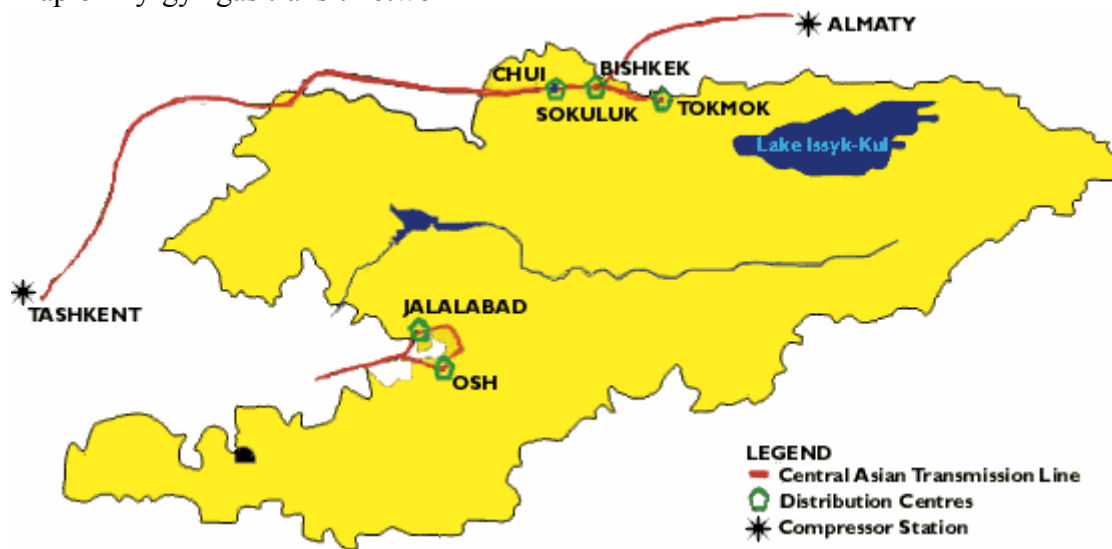 ALMATY
CHUI
BISHKEK
SOKULUK
TOKMOK
Lake Issyk-Kul
TASHKENT
JALALABAD
OSH
LEGEND
Central Asian Transmission Line
Distribution Centres
Compressor Station